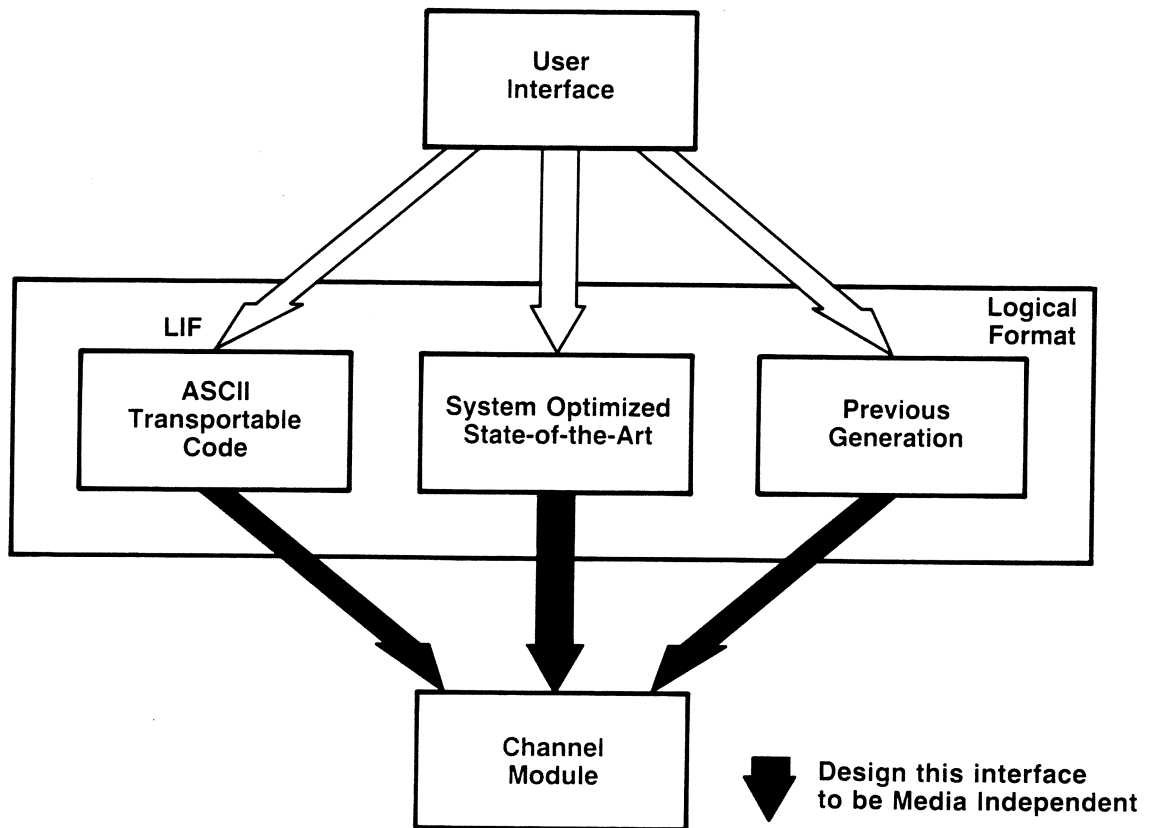 User
Interface
LIF
Logical
Format
ASCII
Transportable
Code
System Optimized
State-of-the-Art
Previous
Generation
Channel
Module
Design this interface
to be Media Independent